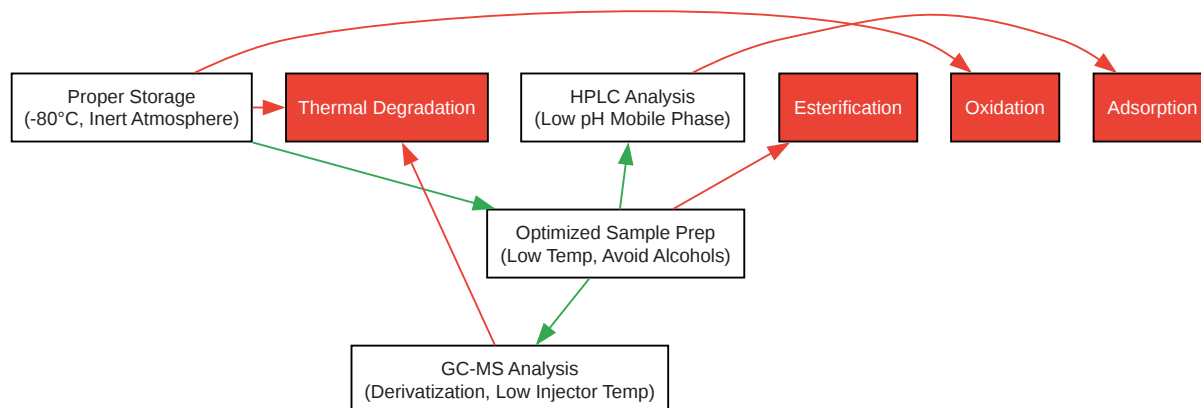 Proper Storage
(-80°C, Inert Atmosphere)
Thermal Degradation
HPLC Analysis
(Low pH Mobile Phase)
Esterification
Oxidation
Adsorption
Optimized Sample Prep
(Low Temp, Avoid Alcohols)
GC-MS Analysis
(Derivatization, Low Injector Temp)